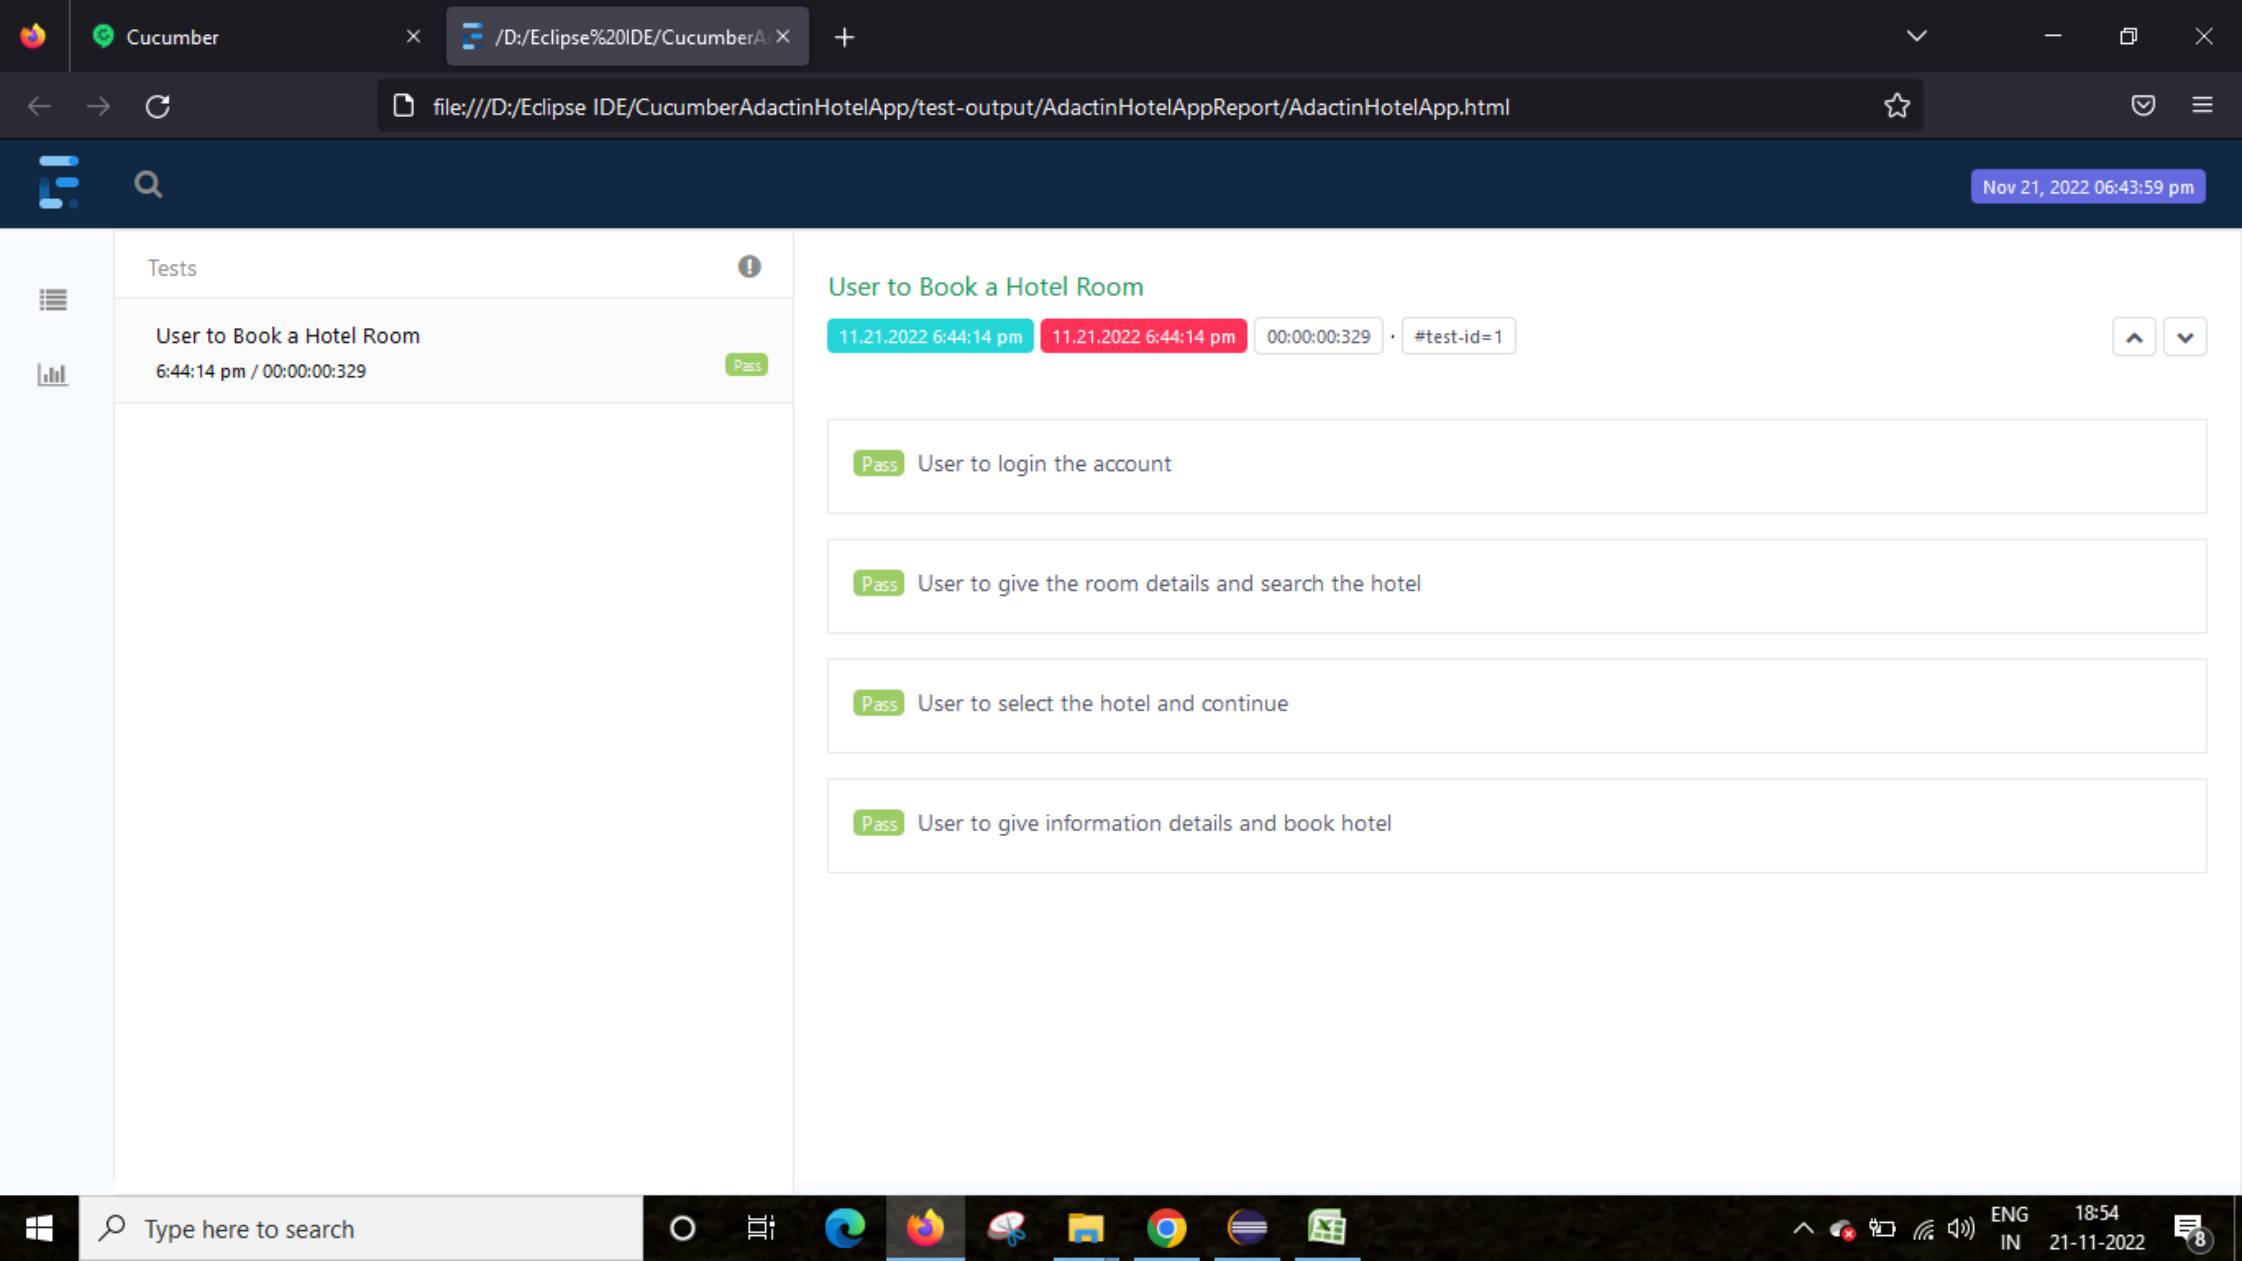 Cucumber
/D:/Eclipse%20IDE/CucumberA
file:///D:/Eclipse IDE/CucumberAdactinHotelApp/test-output/AdactinHotelAppReport/AdactinHotelApp.html
Nov 21, 2022 06:43:59 pm
Tests
User to Book a Hotel Room
6:44:14 pm / 00:00:00:329
Pass
User to Book a Hotel Room
11.21.2022 6:44:14 pm 11.21.2022 6:44:14 pm 00:00:00:329 · #test-id=1
Pass User to login the account
Pass User to give the room details and search the hotel
Pass User to select the hotel and continue
Pass User to give information details and book hotel
Type here to search
ENG
IN
18:54
21-11-2022
8